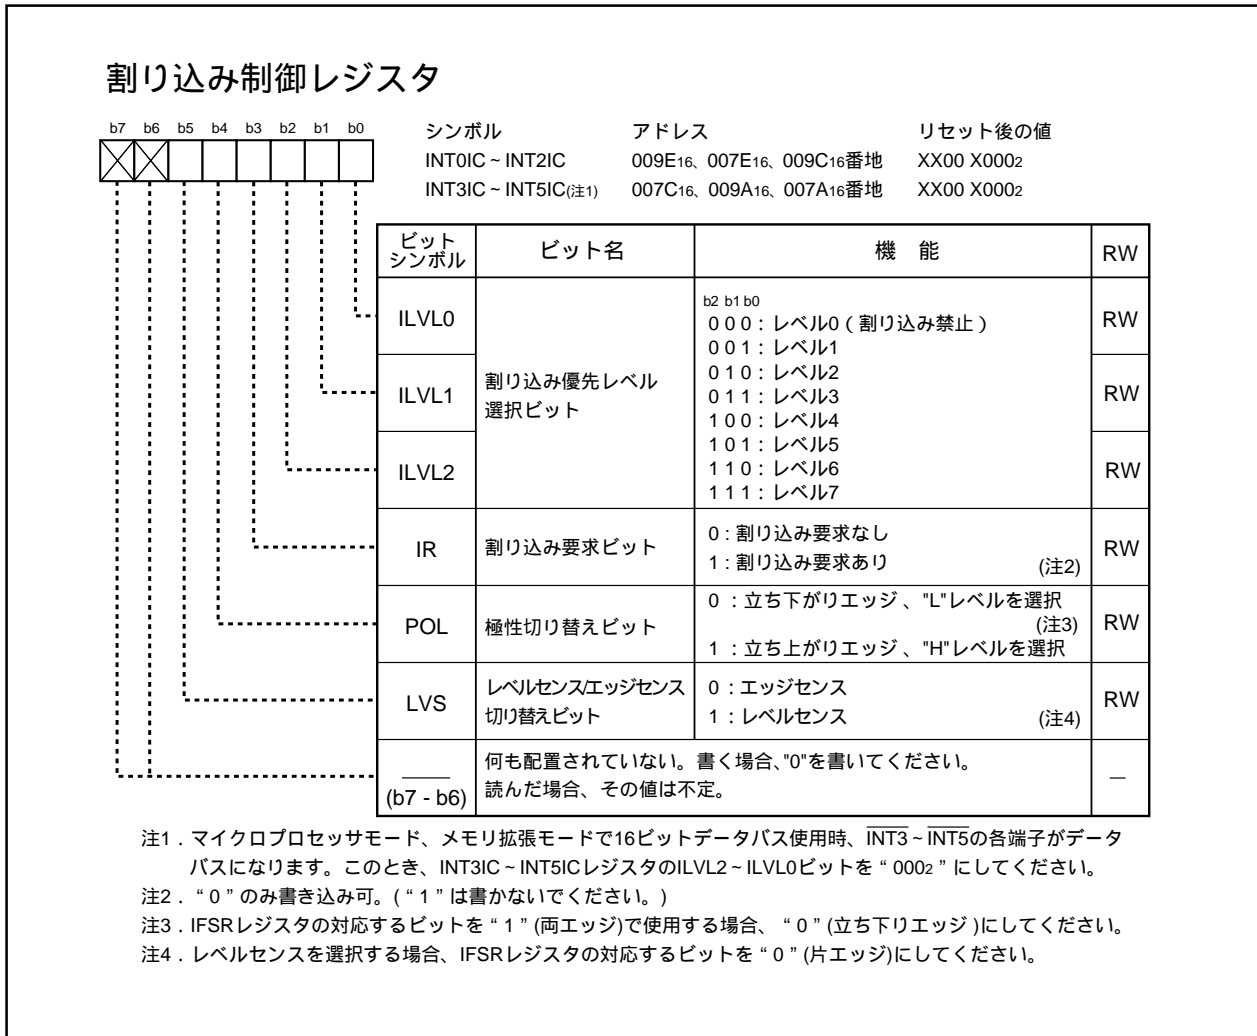 割り込み制御レジスタ
b7 b6 b5 b4 b3 b2 b1 b0
シンボル アドレス リセット後の値
INT0IC～INT2IC 009E16、007E16、009C16番地 XX00 X0002
INT3IC～INT5IC(注1) 007C16、009A16、007A16番地 XX00 X0002
ビット
シンボル ビット名 機 能 RW
ILVL0 RW
ILVL1 割り込み優先レベル
選択ビット RW
ILVL2 RW
b2 b1 b0
0 0 0：レベル0（割り込み禁止）
0 0 1：レベル1
0 1 0：レベル2
0 1 1：レベル3
1 0 0：レベル4
1 0 1：レベル5
1 1 0：レベル6
1 1 1：レベル7
IR 割り込み要求ビット RW
0：割り込み要求なし
1：割り込み要求あり (注2)
POL 極性切り替えビット RW
0 ：立ち下がりエッジ 、"L"レベルを選択
(注3)
1 ：立ち上がりエッジ 、"H"レベルを選択
LVS レベルセンス/エッジセンス
切り替えビット RW
0 ：エッジセンス
1 ：レベルセンス (注4)
(b7 - b6) —
何も配置されていない。書く場合、"0"を書いてください。
読んだ場合、その値は不定。
注1．マイクロプロセッサモード、メモリ拡張モードで16ビットデータバス使用時、INT3～INT5の各端子がデータ
バスになります。このとき、INT3IC～INT5ICレジスタのILVL2～ILVL0ビットを“0002”にしてください。
注2．“0”のみ書き込み可。(“1”は書かないでください。)
注3．IFSRレジスタの対応するビットを“1”(両エッジ)で使用する場合、“0”(立ち下りエッジ)にしてください。
注4．レベルセンスを選択する場合、IFSRレジスタの対応するビットを“0”(片エッジ)にしてください。